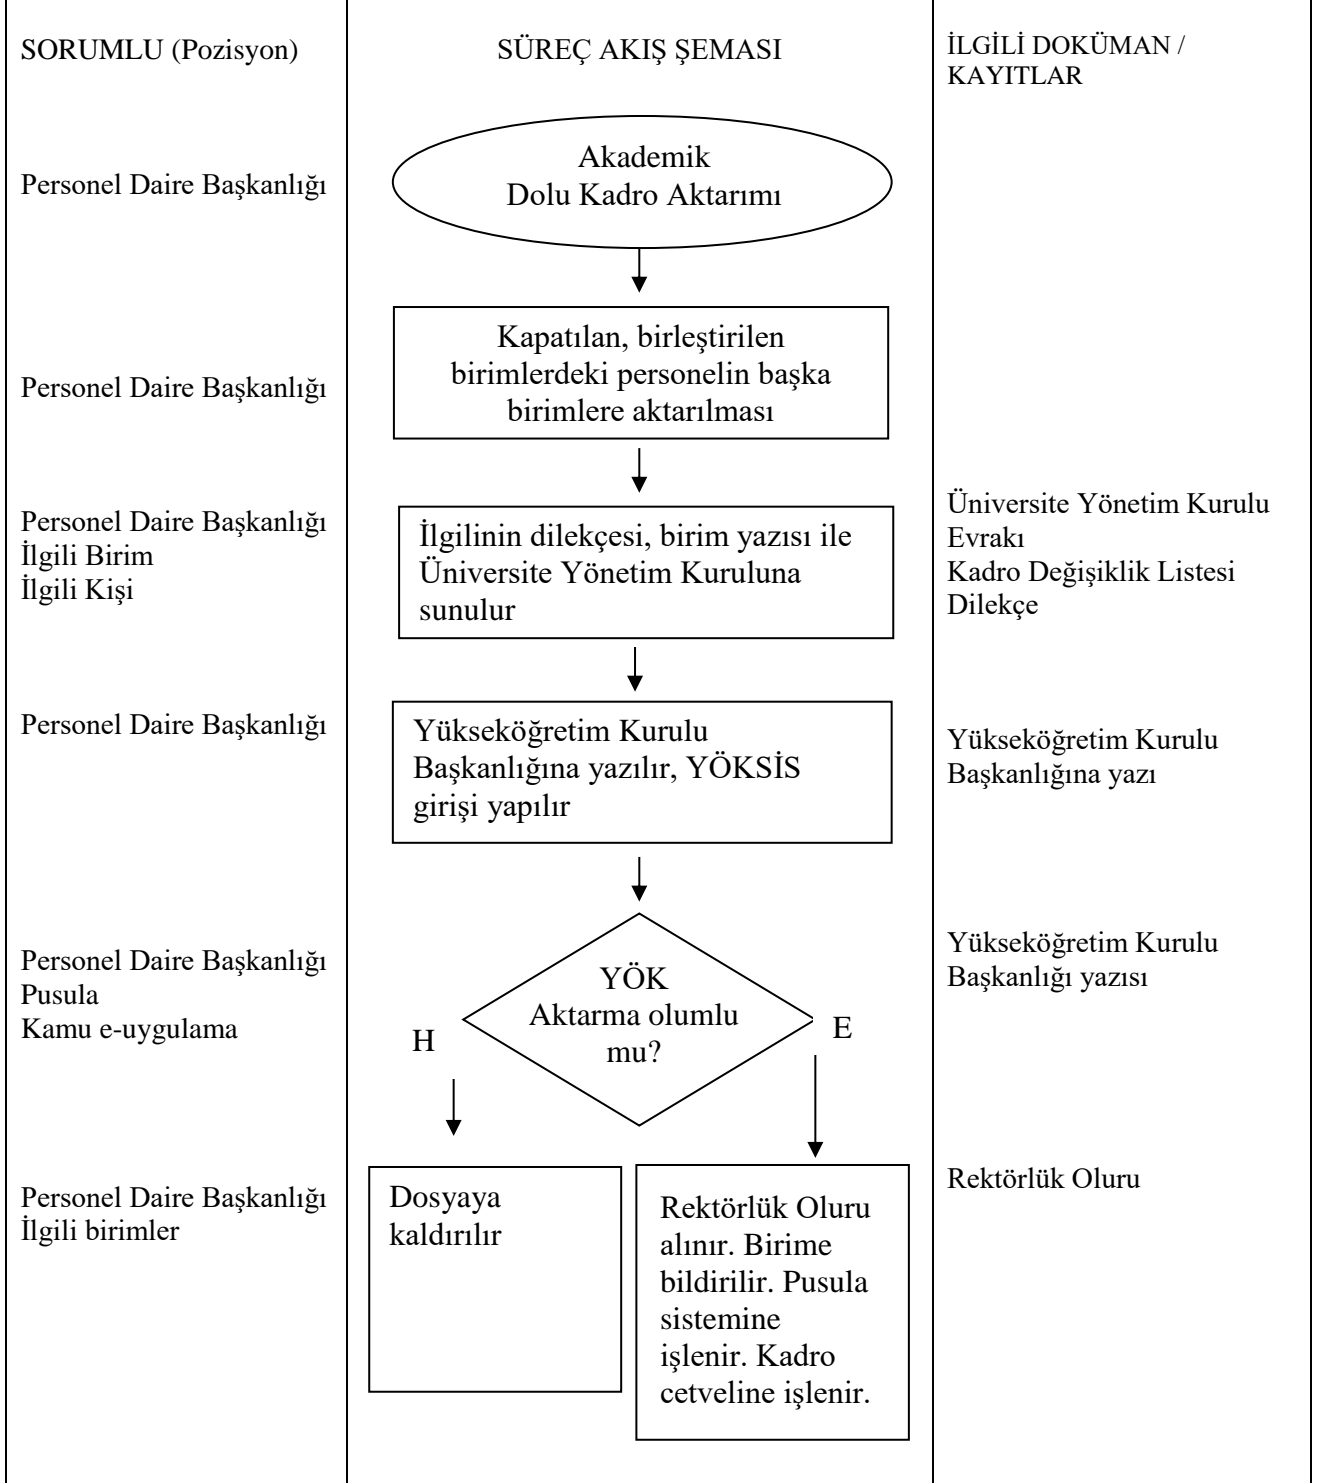 SORUMLU (Pozisyon)
SÜREÇ AKIŞ ŞEMASI
İLGİLİ DOKÜMAN /
KAYITLAR
Personel Daire Başkanlığı
Akademik
Dolu Kadro Aktarımı
Personel Daire Başkanlığı
Kapatılan, birleştirilen
birimlerdeki personelin başka
birimlere aktarılması
Personel Daire Başkanlığı
İlgili Birim
İlgili Kişi
İlgilinin dilekçesi, birim yazısı ile
Üniversite Yönetim Kuruluna
sunulur
Üniversite Yönetim Kurulu
Evrakı
Kadro Değişiklik Listesi
Dilekçe
Personel Daire Başkanlığı
Yükseköğretim Kurulu
Başkanlığına yazılır, YÖKSİS
girişi yapılır
Yükseköğretim Kurulu
Başkanlığına yazı
Personel Daire Başkanlığı
Pusula
Kamu e-uygulama
YÖK
Aktarma olumlu
mu?
H
E
Yükseköğretim Kurulu
Başkanlığı yazısı
Personel Daire Başkanlığı
İlgili birimler
Dosyaya
kaldırılır
Rektörlük Oluru
alınır. Birime
bildirilir. Pusula
sistemine
işlenir. Kadro
cetveline işlenir.
Rektörlük Oluru